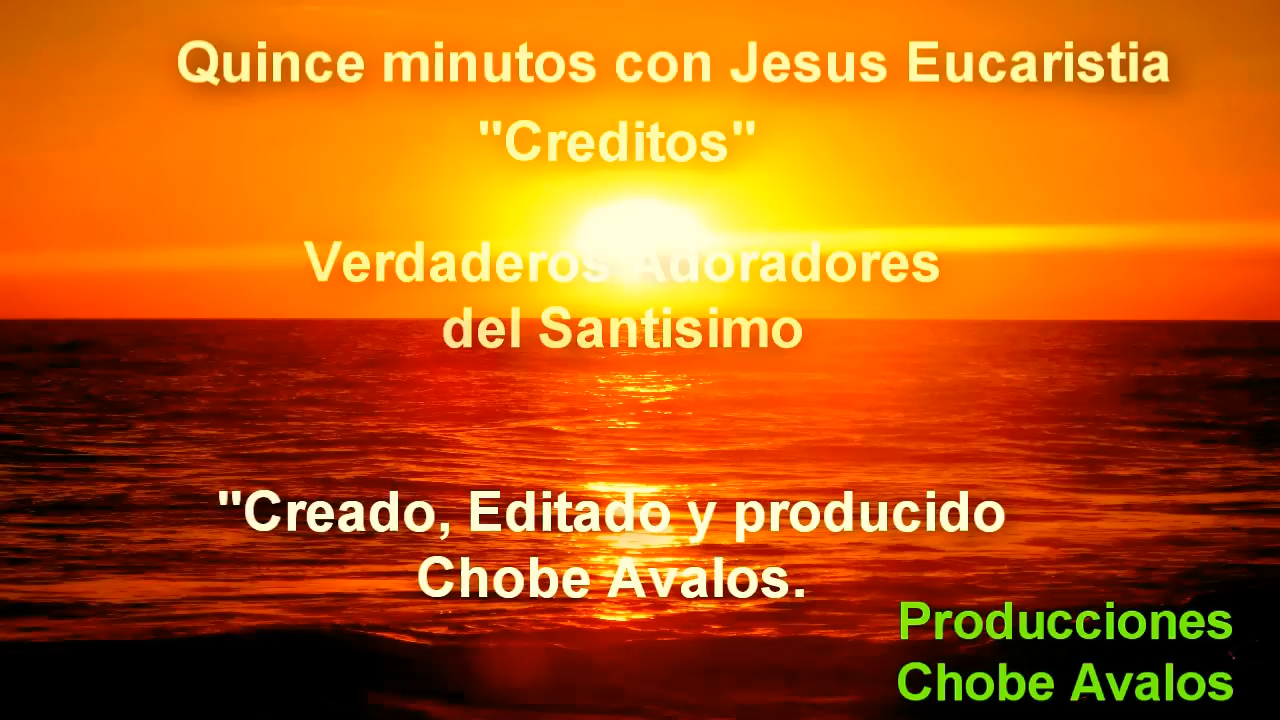 Quince minutos con Jesus Eucaristia
"Creditos"
Verdaderos Adoradores
del Santisimo
"Creado, Editado y producido
Chobe Avalos.
Producciones
Chobe Avalos